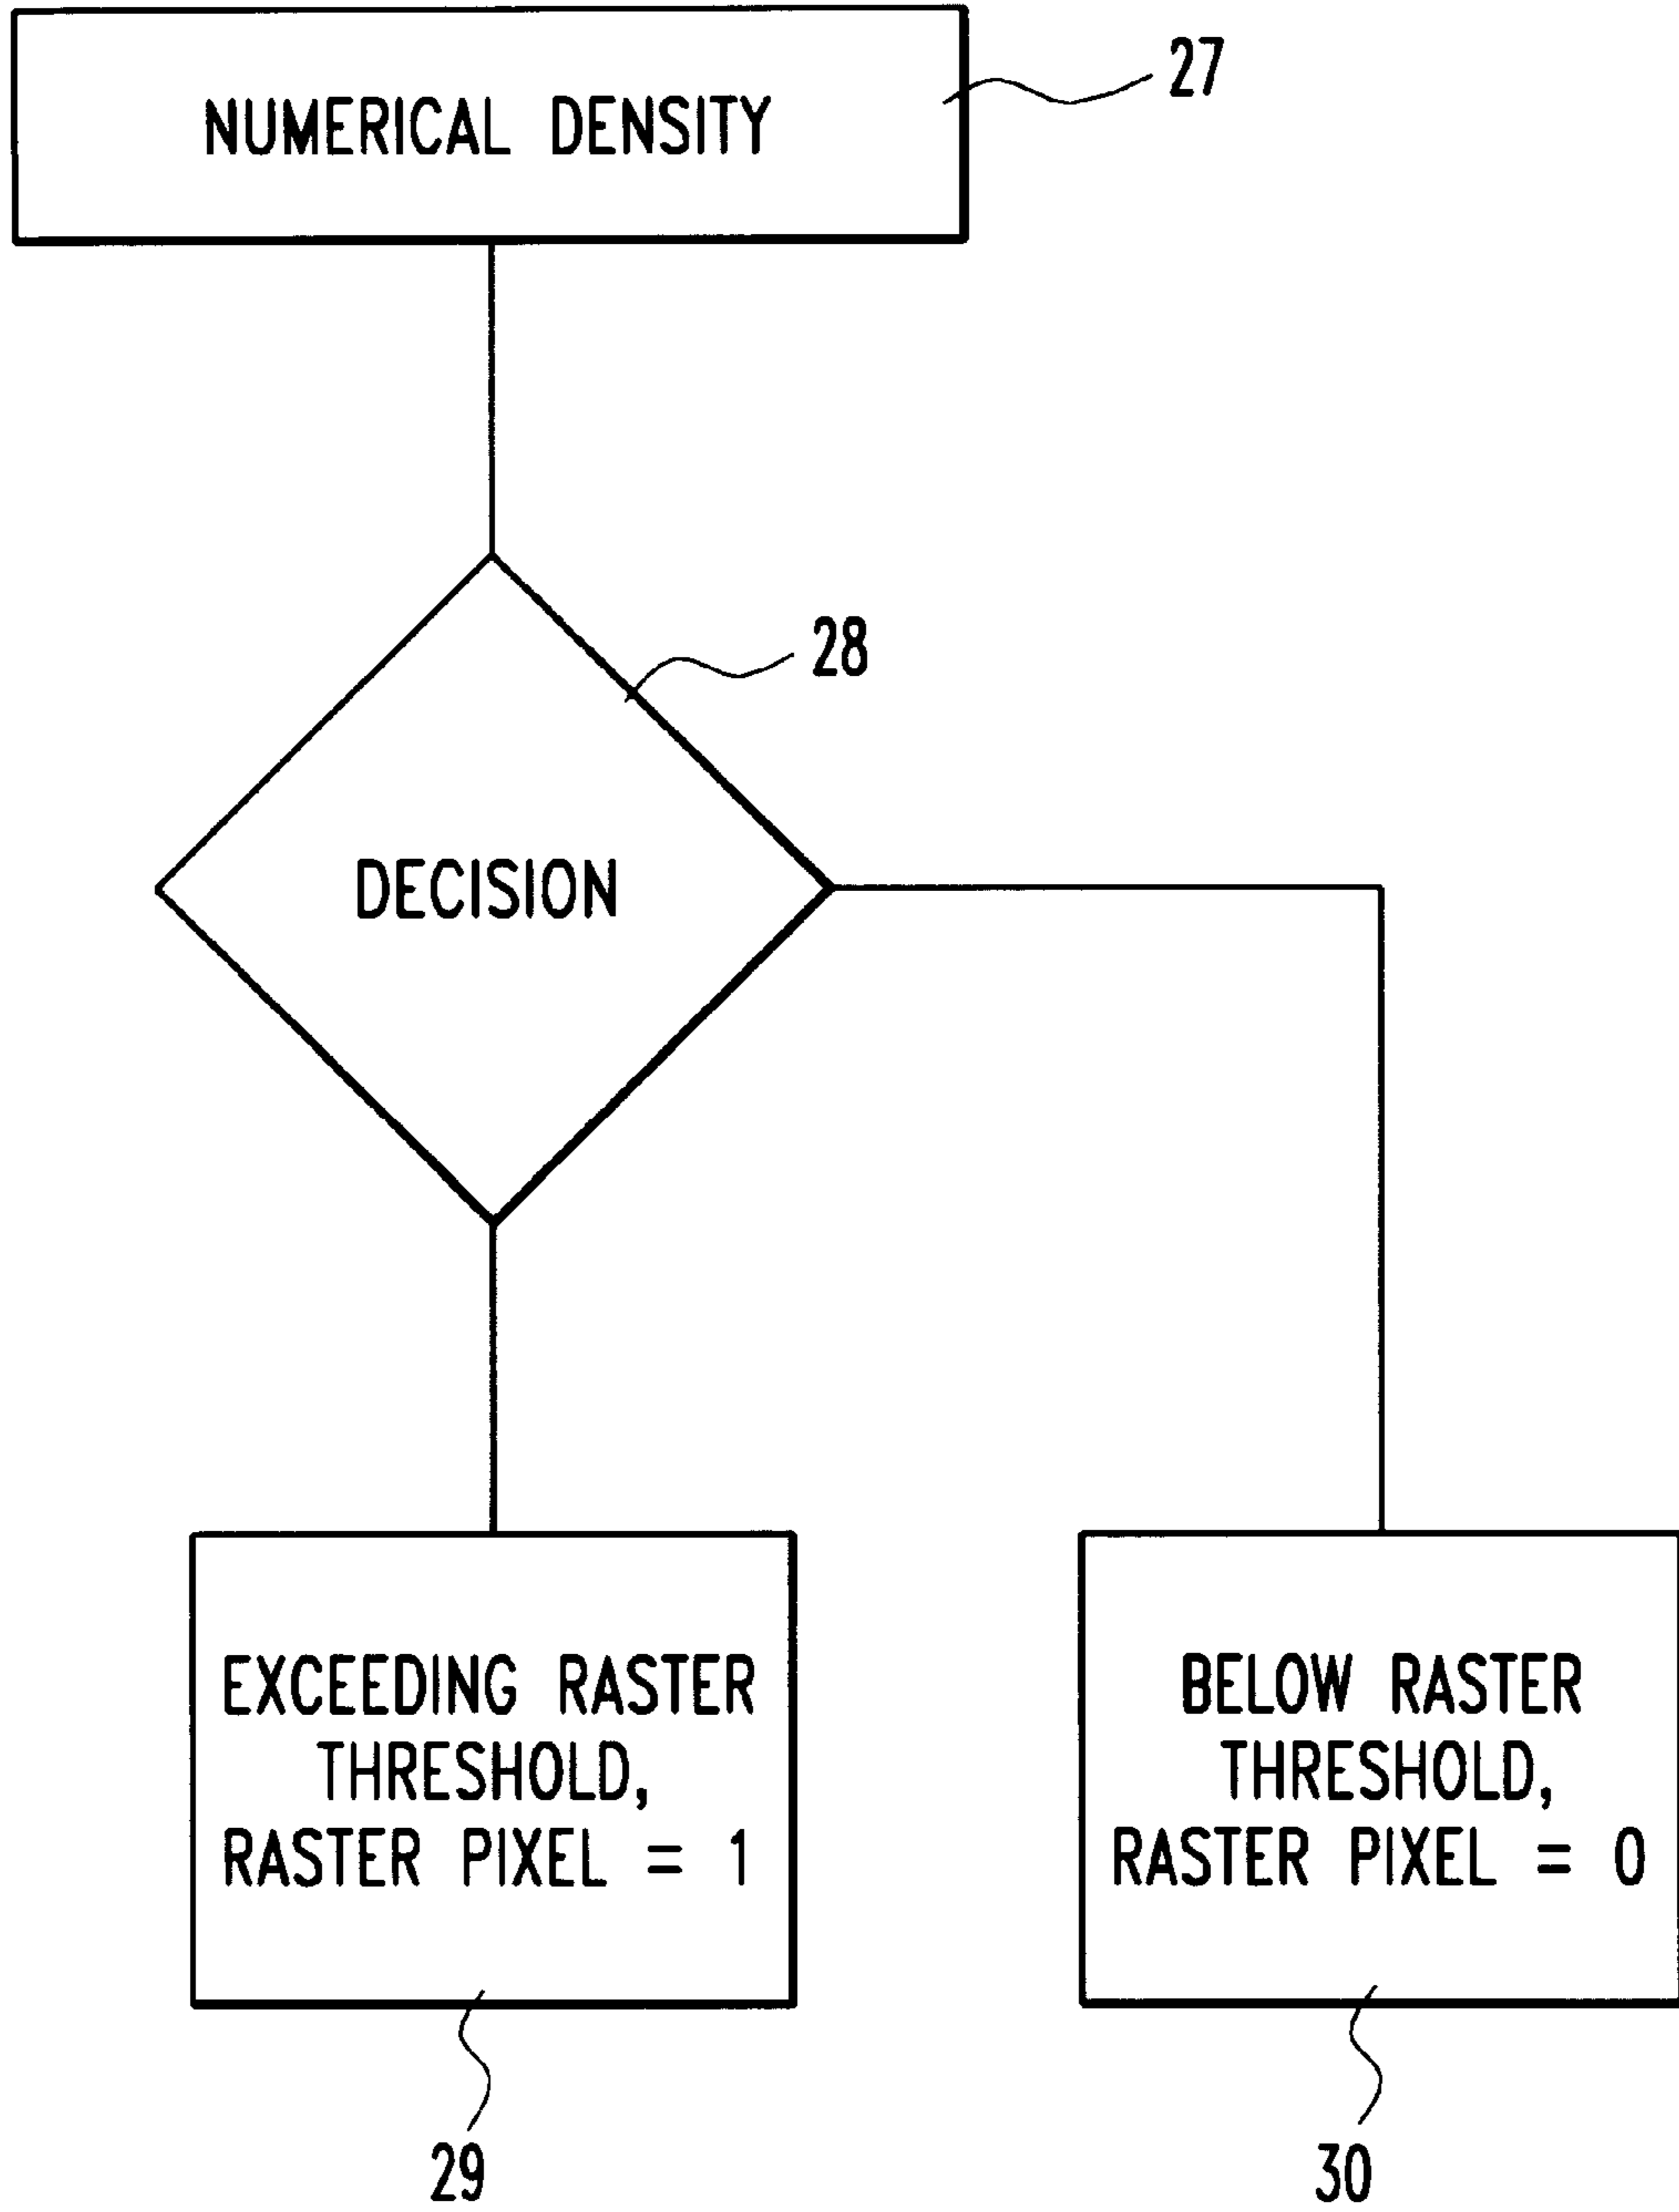 NUMERICAL DENSITY
27
28
DECISION
EXCEEDING RASTER
THRESHOLD,
RASTER PIXEL = 1
BELOW RASTER
THRESHOLD,
RASTER PIXEL = 0
29
30